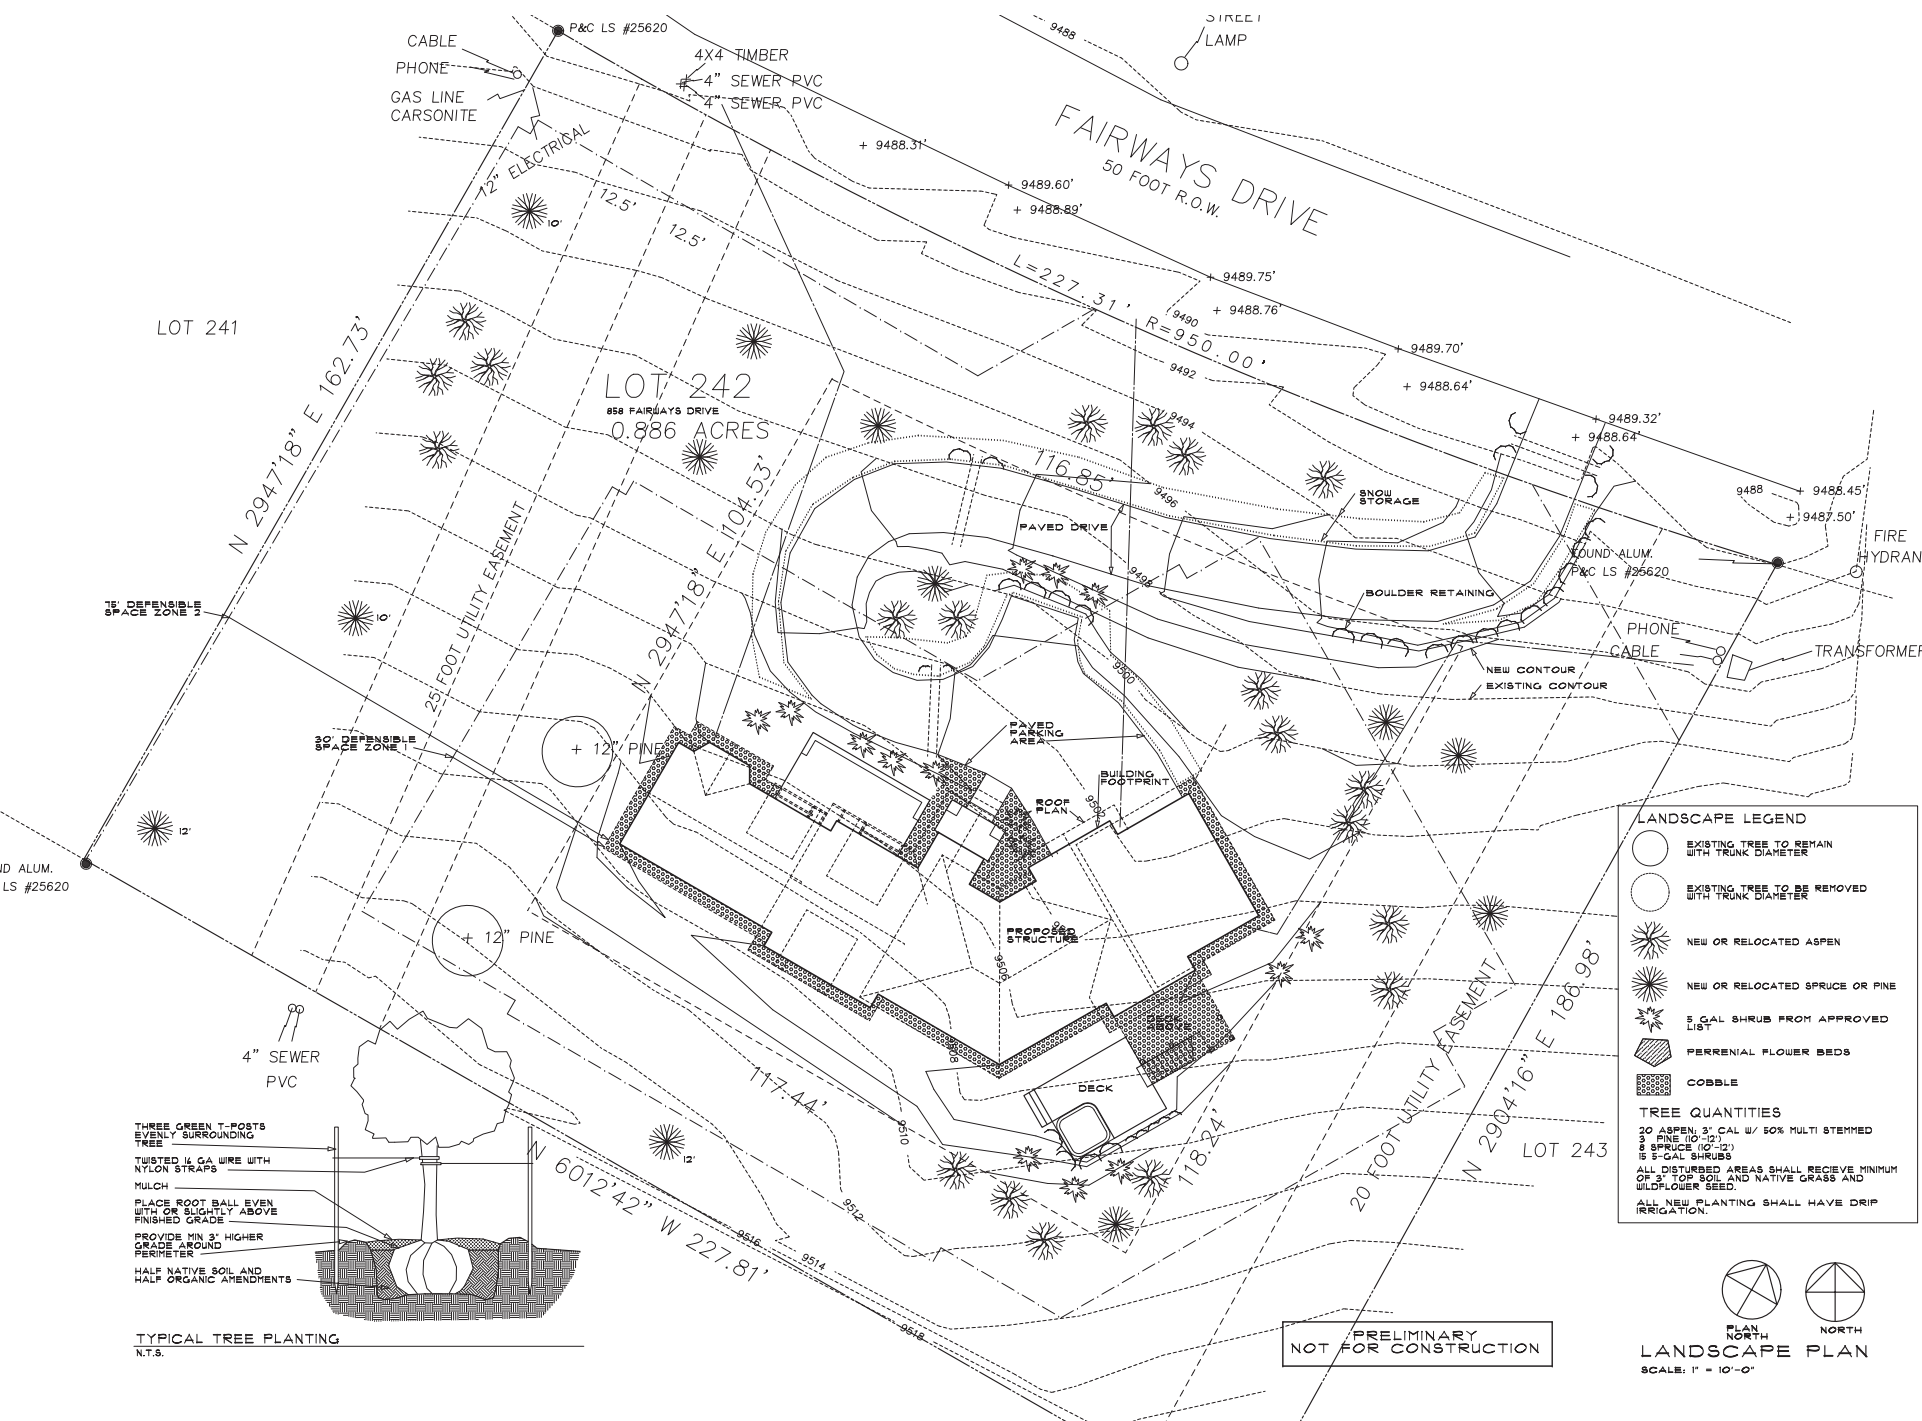 P&C LS #25620
CABLE
PHONE
GAS LINE
CARSONITE
12" ELECTRICAL
4X4 TIMBER
4" SEWER PVC
4" SEWER PVC
9488
STREET
LAMP
FAIRWAYS DRIVE
50 FOOT R.O.W.
+ 9488.31'
+ 9489.60'
+ 9488.89'
+ 9489.75'
+ 9488.76'
+ 9489.70'
+ 9488.64'
+ 9489.32'
+ 9488.64'
9488
+ 9488.45'
+ 9487.50'
L=227.31' R=950.00'
12.5'
12.5'
10'
LOT 241
N 2947'18" E 162.73'
LOT 242
858 FAIRWAYS DRIVE
0.886 ACRES
9490
9492
9494
9496
9498
9500
9502
9506
9508
9510
9512
9514
9516
9518
116.85'
N 2947'18" E 1104.53'
25 FOOT UTILITY EASEMENT
SNOW
STORAGE
PAVED DRIVE
BOULDER RETAINING
FOUND ALUM.
P&C LS #25620
FIRE
HYDRAN
PHONE
CABLE
TRANSFORMER
NEW CONTOUR
EXISTING CONTOUR
75' DEFENSIBLE
SPACE ZONE 2
10'
30' DEFENSIBLE
SPACE ZONE 1
+ 12" PINE
12'
+ 12" PINE
PAVED
PARKING
AREA
BUILDING
FOOTPRINT
ROOF
PLAN
PROPOSED
STRUCTURE
DECK
ABOVE
DECK
ND ALUM.
LS #25620
4" SEWER
PVC
117.44'
118.24'
12'
N 6012'42" W 227.81'
20 FOOT UTILITY EASEMENT
N 2904'16" E 186.98'
LOT 243
LANDSCAPE LEGEND
EXISTING TREE TO REMAIN
WITH TRUNK DIAMETER
EXISTING TREE TO BE REMOVED
WITH TRUNK DIAMETER
NEW OR RELOCATED ASPEN
NEW OR RELOCATED SPRUCE OR PINE
5 GAL SHRUB FROM APPROVED
LIST
PERRENIAL FLOWER BEDS
COBBLE
TREE QUANTITIES
20 ASPEN: 3" CAL W/ 50% MULTI STEMMED
3 PINE (10'-12')
8 SPRUCE (10'-12')
15 5-GAL SHRUBS
ALL DISTURBED AREAS SHALL RECIEVE MINIMUM
OF 3" TOP SOIL AND NATIVE GRASS AND
WILDFLOWER SEED.
ALL NEW PLANTING SHALL HAVE DRIP
IRRIGATION.
THREE GREEN T-POSTS
EVENLY SURROUNDING
TREE
TWISTED 16 GA WIRE WITH
NYLON STRAPS
MULCH
PLACE ROOT BALL EVEN
WITH OR SLIGHTLY ABOVE
FINISHED GRADE
PROVIDE MIN 3" HIGHER
GRADE AROUND
PERIMETER
HALF NATIVE SOIL AND
HALF ORGANIC AMENDMENTS
TYPICAL TREE PLANTING
N.T.S.
PRELIMINARY
NOT FOR CONSTRUCTION
PLAN
NORTH
NORTH
LANDSCAPE PLAN
SCALE: 1" = 10'-0"